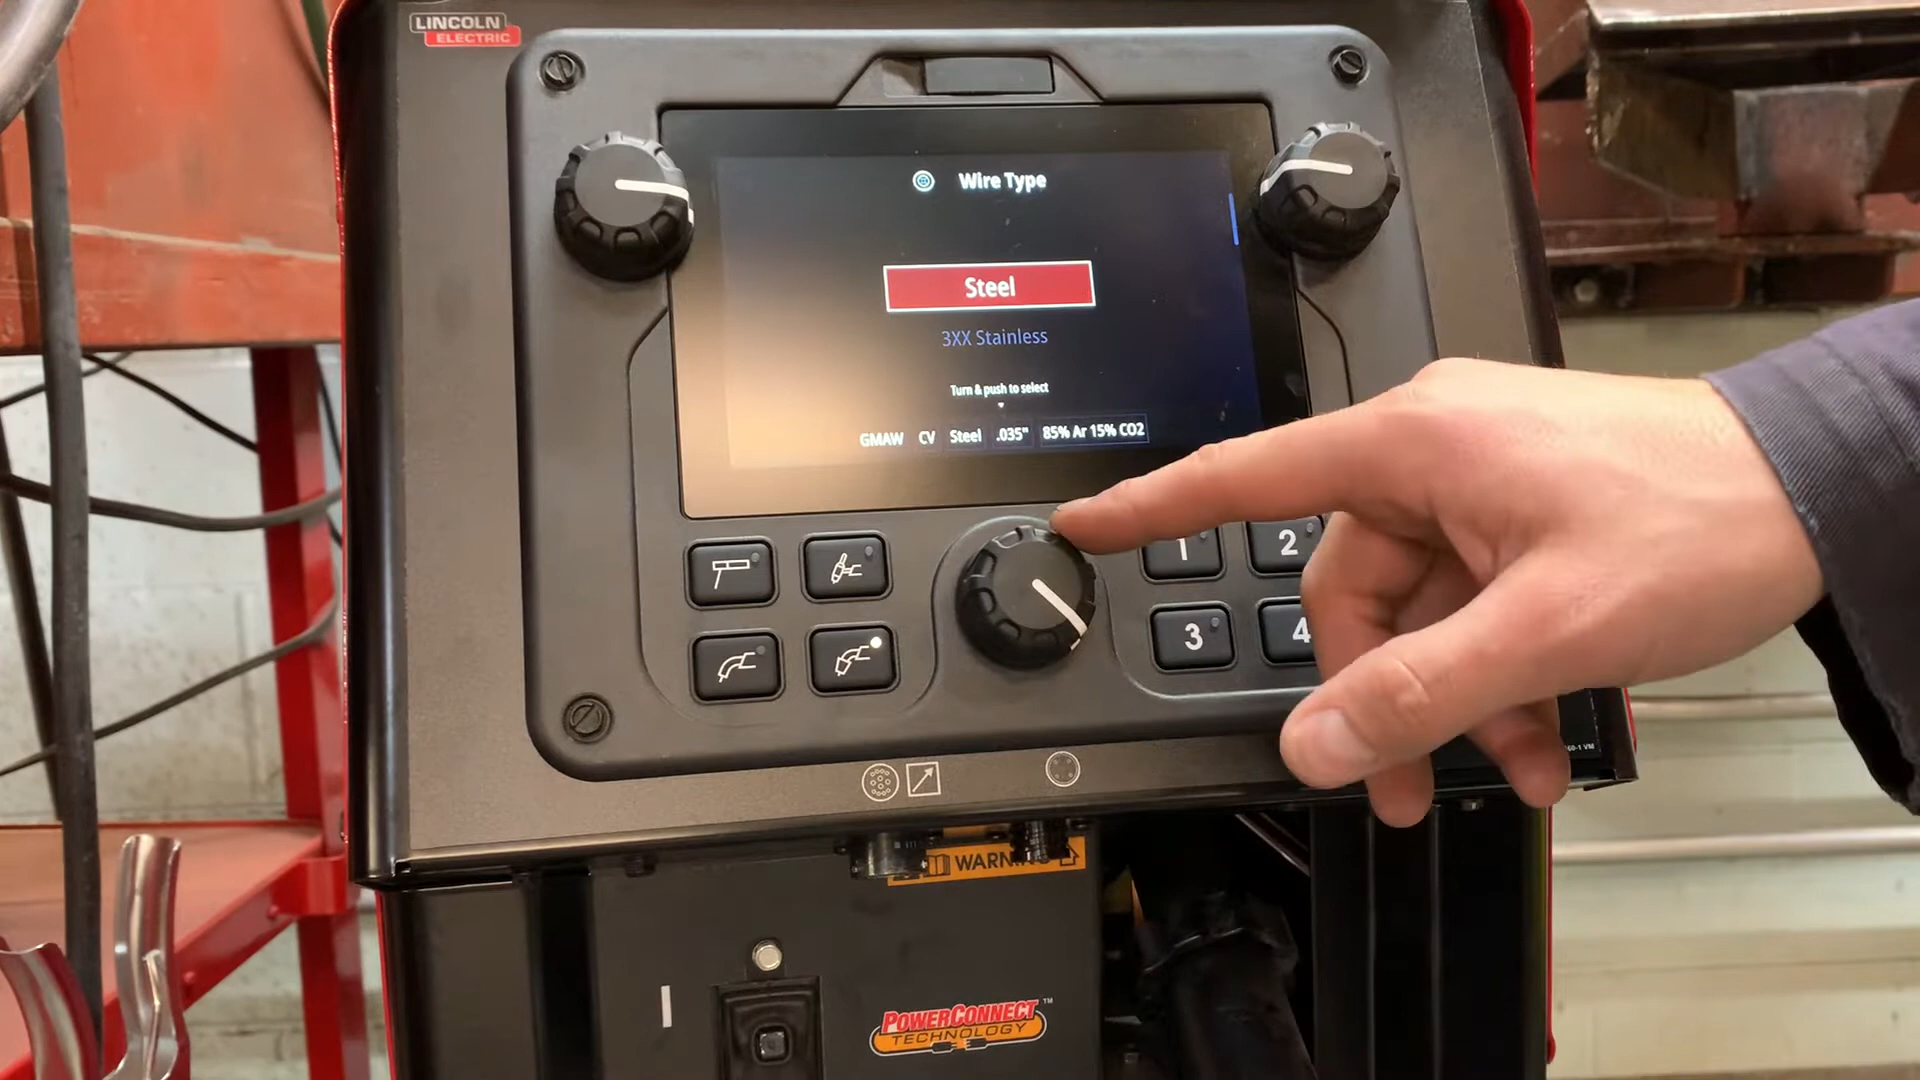 LINCOLN
ELECTRIC
Wire Type
Steel
3XX Stainless
Turn & push to select
GMAW CV Steel .035" 85% Ar 15% CO2
1 2
3 4
POWERCONNECT™
TECHNOLOGY